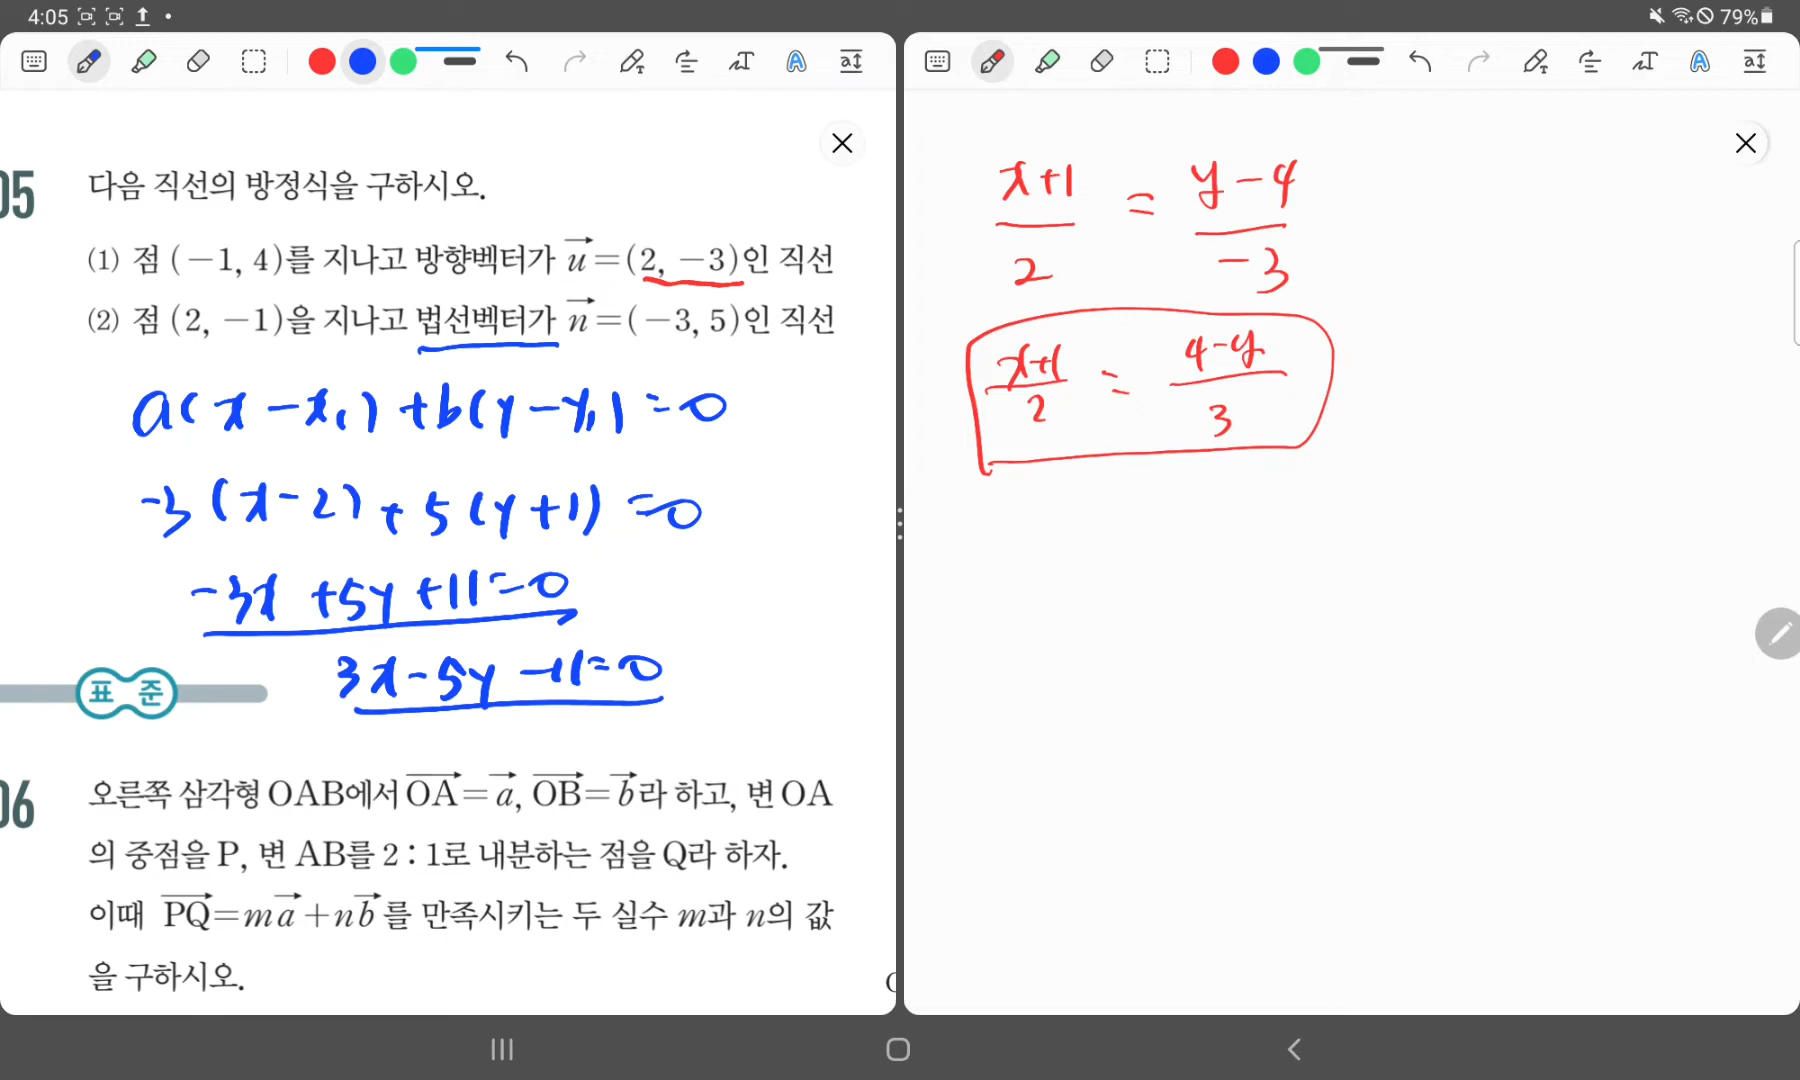 4:05
79%
05
다음 직선의 방정식을 구하시오.
(1) 점 (−1, 4)를 지나고 방향벡터가 u⃗=(2, −3)인 직선
(2) 점 (2, −1)을 지나고 법선벡터가 n⃗=(−3, 5)인 직선
a(x−x₁)+b(y−y₁)=0
−3(x−2)+5(y+1)=0
−3x+5y+11=0
3x−5y−11=0
표준
06
오른쪽 삼각형 OAB에서 OA⃗=a⃗, OB⃗=b⃗라 하고, 변 OA
의 중점을 P, 변 AB를 2 : 1로 내분하는 점을 Q라 하자.
이때 PQ⃗=ma⃗+nb⃗를 만족시키는 두 실수 m과 n의 값
을 구하시오.
(x+1)/2 = (y−4)/−3
(x+1)/2 = (4−y)/3